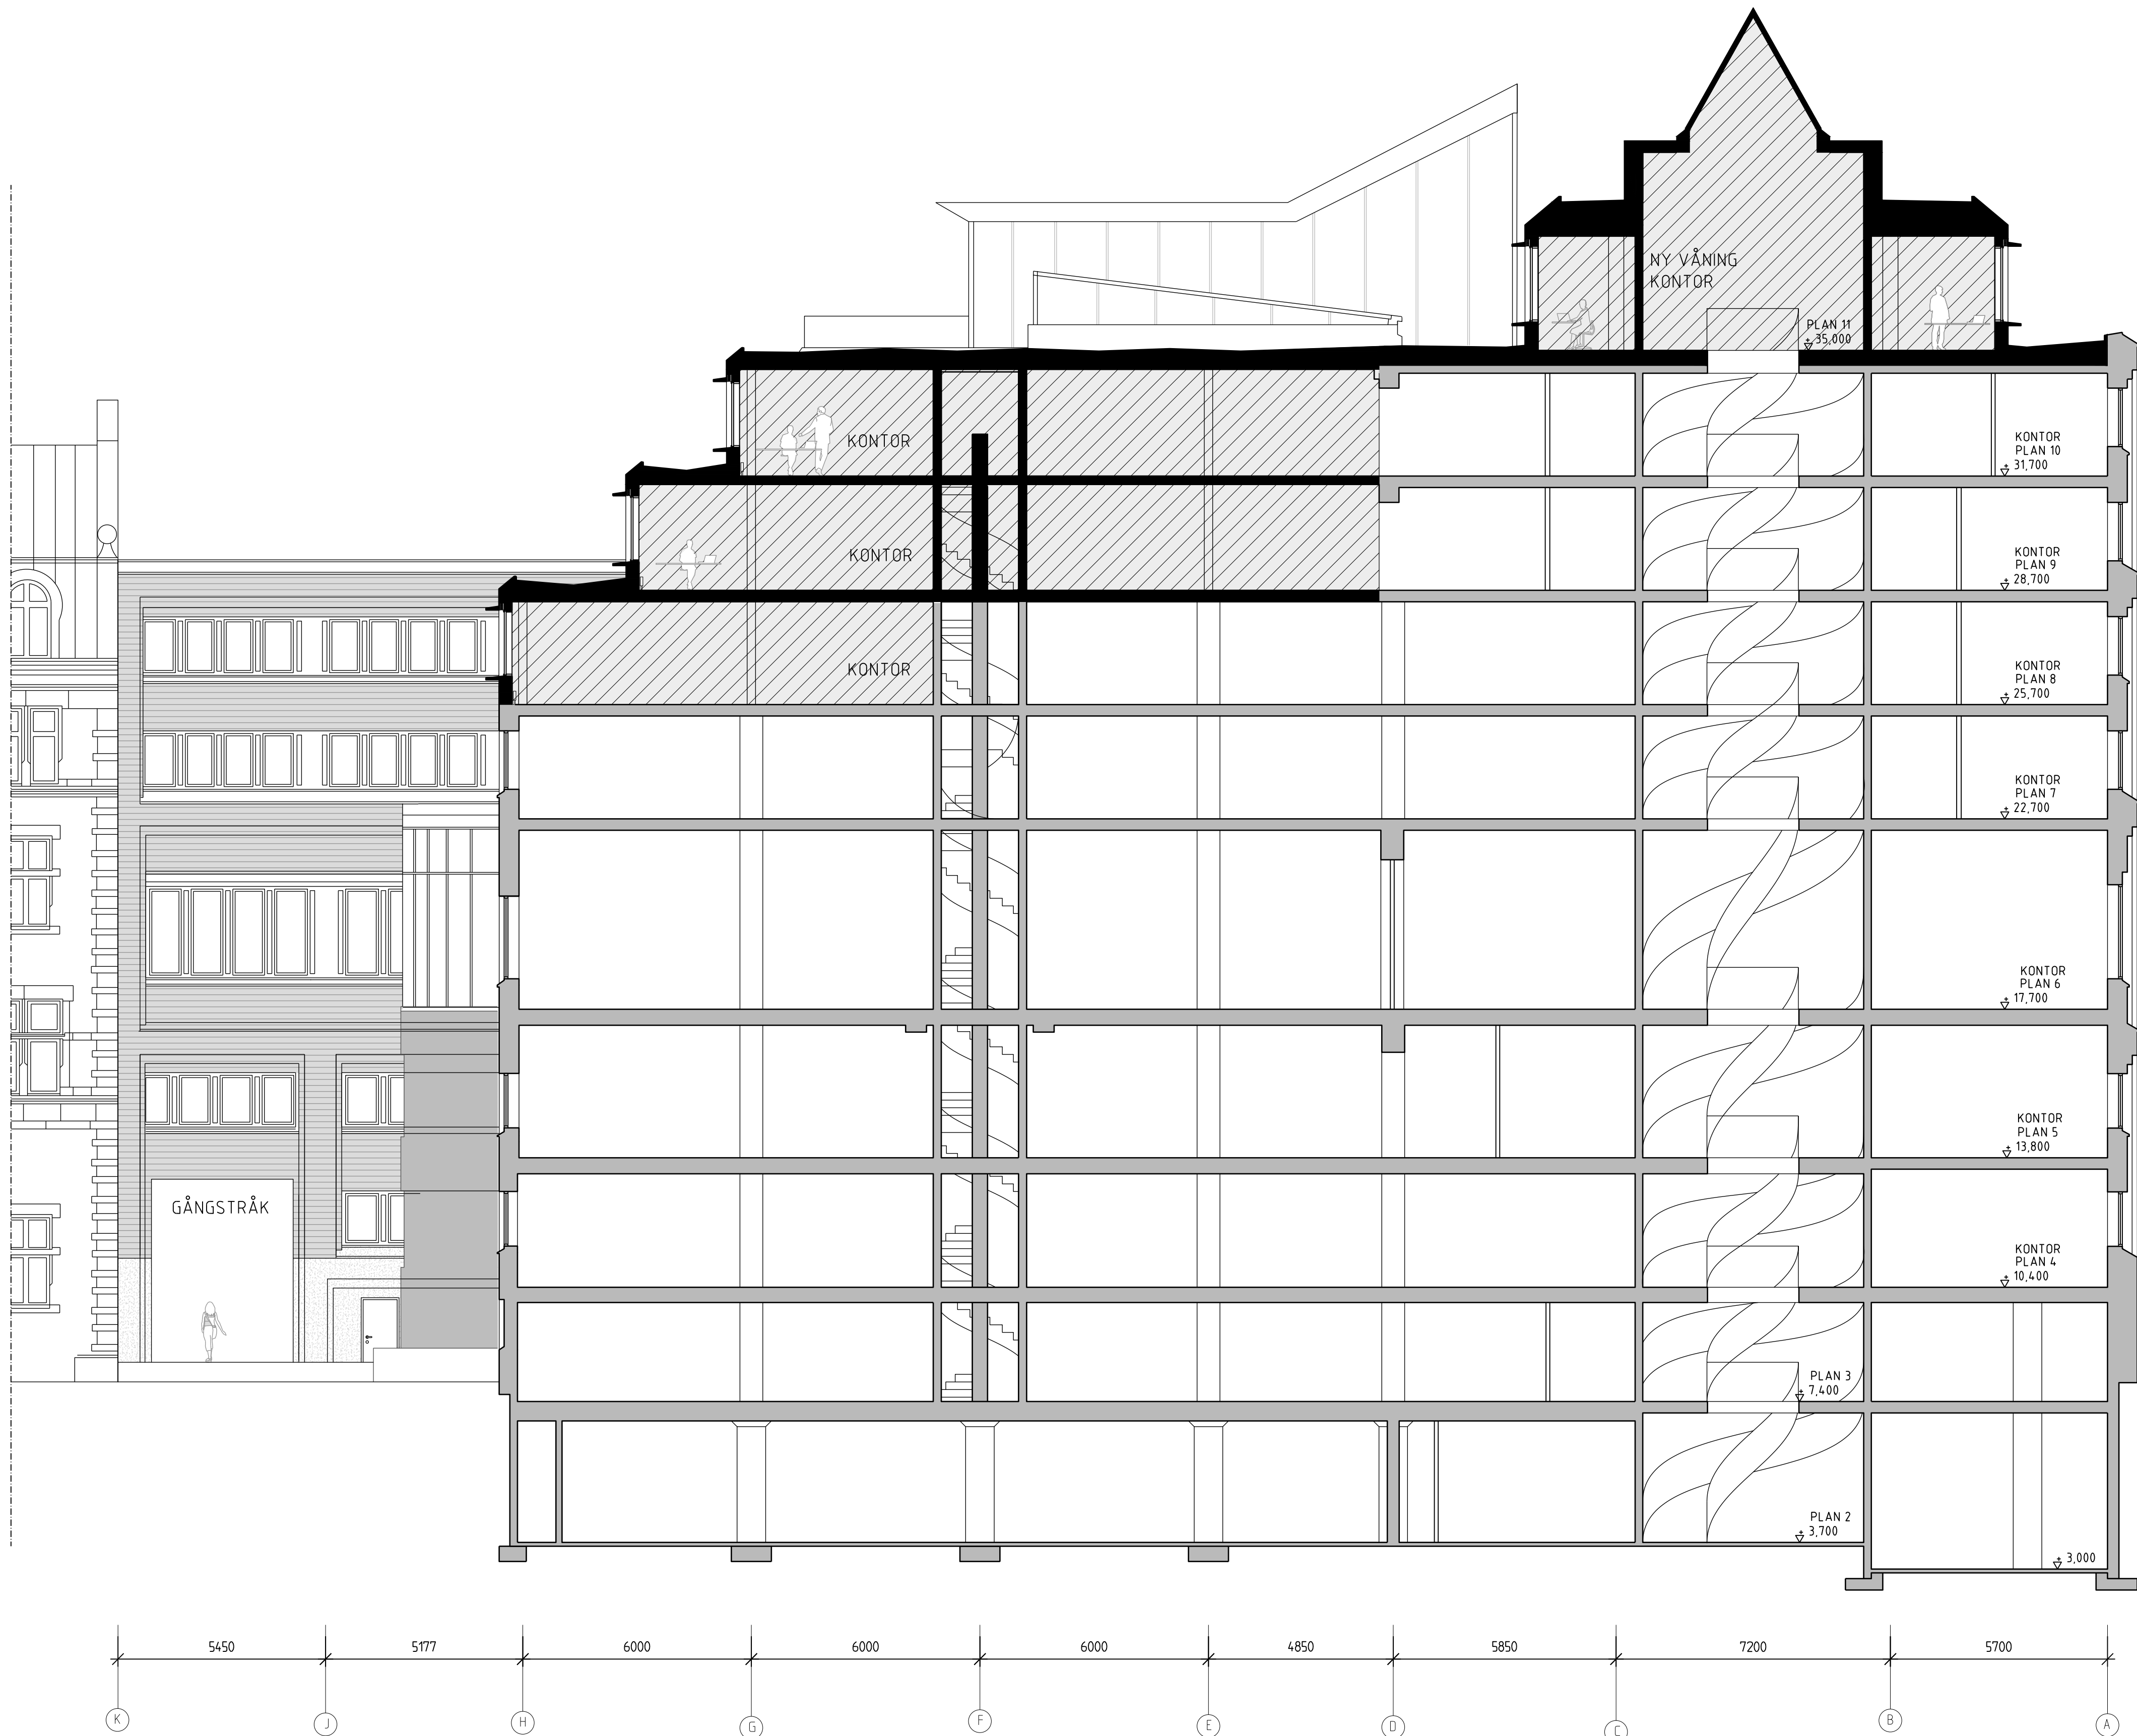 NY VÅNING
KONTOR
PLAN 11
+ 35,000
KONTOR
KONTOR
PLAN 10
+ 31,700
KONTOR
KONTOR
PLAN 9
+ 28,700
KONTOR
KONTOR
PLAN 8
+ 25,700
KONTOR
PLAN 7
+ 22,700
KONTOR
PLAN 6
+ 17,700
KONTOR
PLAN 5
+ 13,800
GÅNGSTRÅK
KONTOR
PLAN 4
+ 10,400
PLAN 3
+ 7,400
PLAN 2
+ 3,700
+ 3,000
5450 5177 6000 6000 6000 4850 5850 7200 5700
K J H G F E D C B A